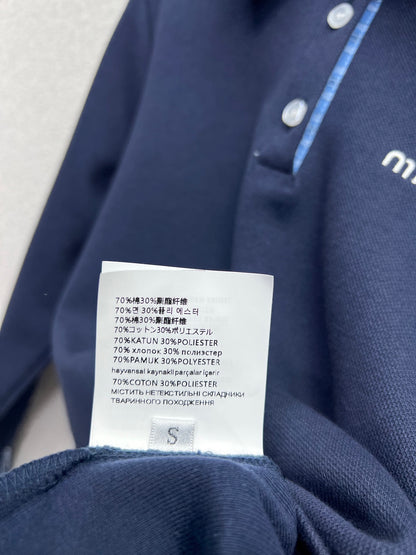 m
70%棉30%聚酯纤维
70%면 30%폴리 에스터
70%棉30%聚酯纤维
70%コットン30%ポリエステル
70%KATUN 30%POLIESTER
70% хлопок 30% полиэстер
70%PAMUK 30%POLYESTER
hayvansal kaynakli parçalar içerir
70%COTON 30%POLIESTER
МІСТИТЬ НЕТЕКСТИЛЬНІ СКЛАДНИКИ
ТВАРИННОГО ПОХОДЖЕННЯ
S